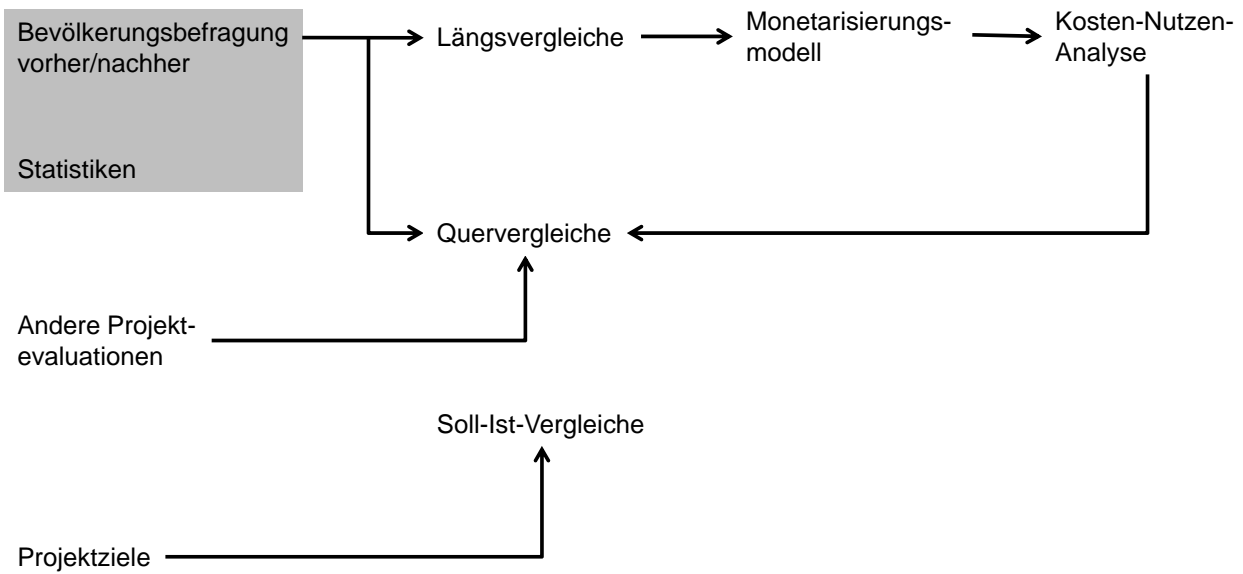 Bevölkerungsbefragung
vorher/nachher
Statistiken
Längsvergleiche
Monetarisierungs-
modell
Kosten-Nutzen-
Analyse
Quervergleiche
Andere Projekt-
evaluationen
Soll-Ist-Vergleiche
Projektziele